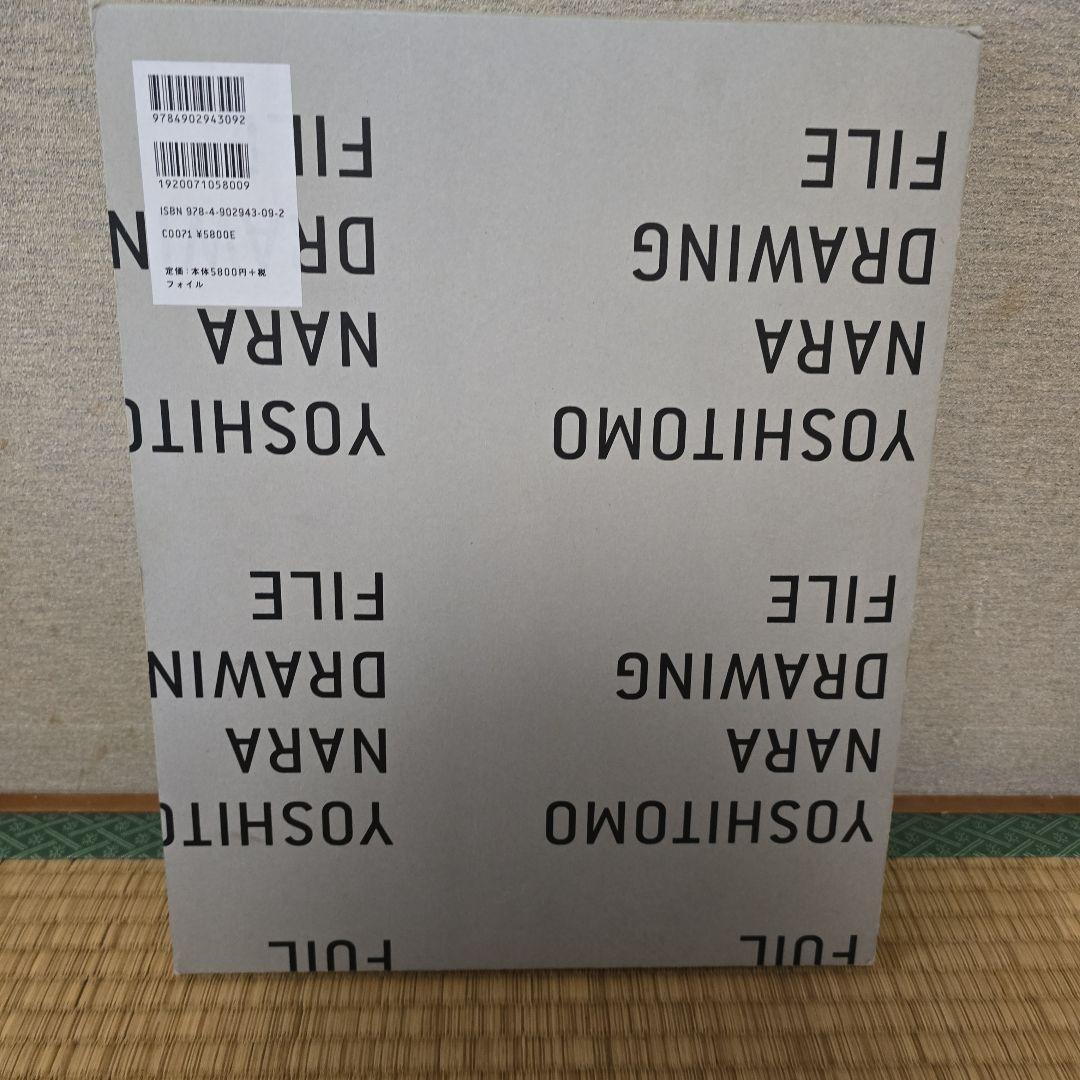 9784902943092
1920071058009
ISBN 978-4-902943-09-2
C0071 ¥5800E
定価：本体5800円+税
フォイル
FOIL
YOSHITOMO
NARA
DRAWING
FILE
YOSHITOMO
NARA
DRAWING
FILE
FOIL
YOSHITO
NARA
DRAWIN
FILE
YOSHITO
NARA